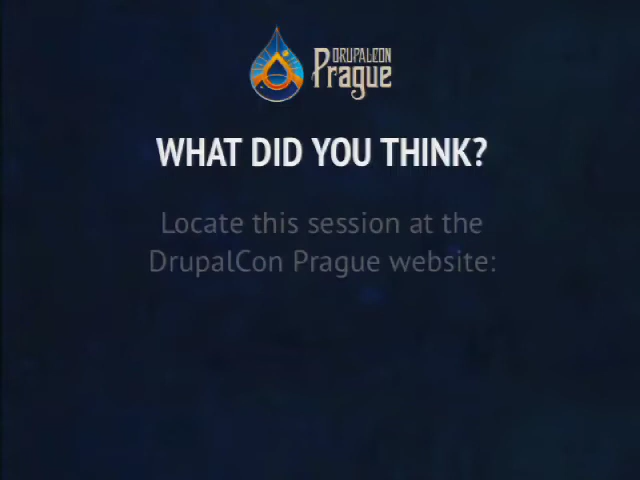 DRUPALCON
Prague
WHAT DID YOU THINK?
Locate this session at the
DrupalCon Prague website: